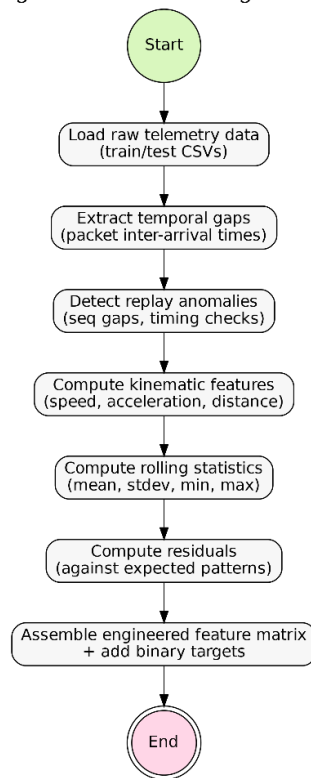 Start
Load raw telemetry data
(train/test CSVs)
Extract temporal gaps
(packet inter-arrival times)
Detect replay anomalies
(seq gaps, timing checks)
Compute kinematic features
(speed, acceleration, distance)
Compute rolling statistics
(mean, stdev, min, max)
Compute residuals
(against expected patterns)
Assemble engineered feature matrix
+ add binary targets
End